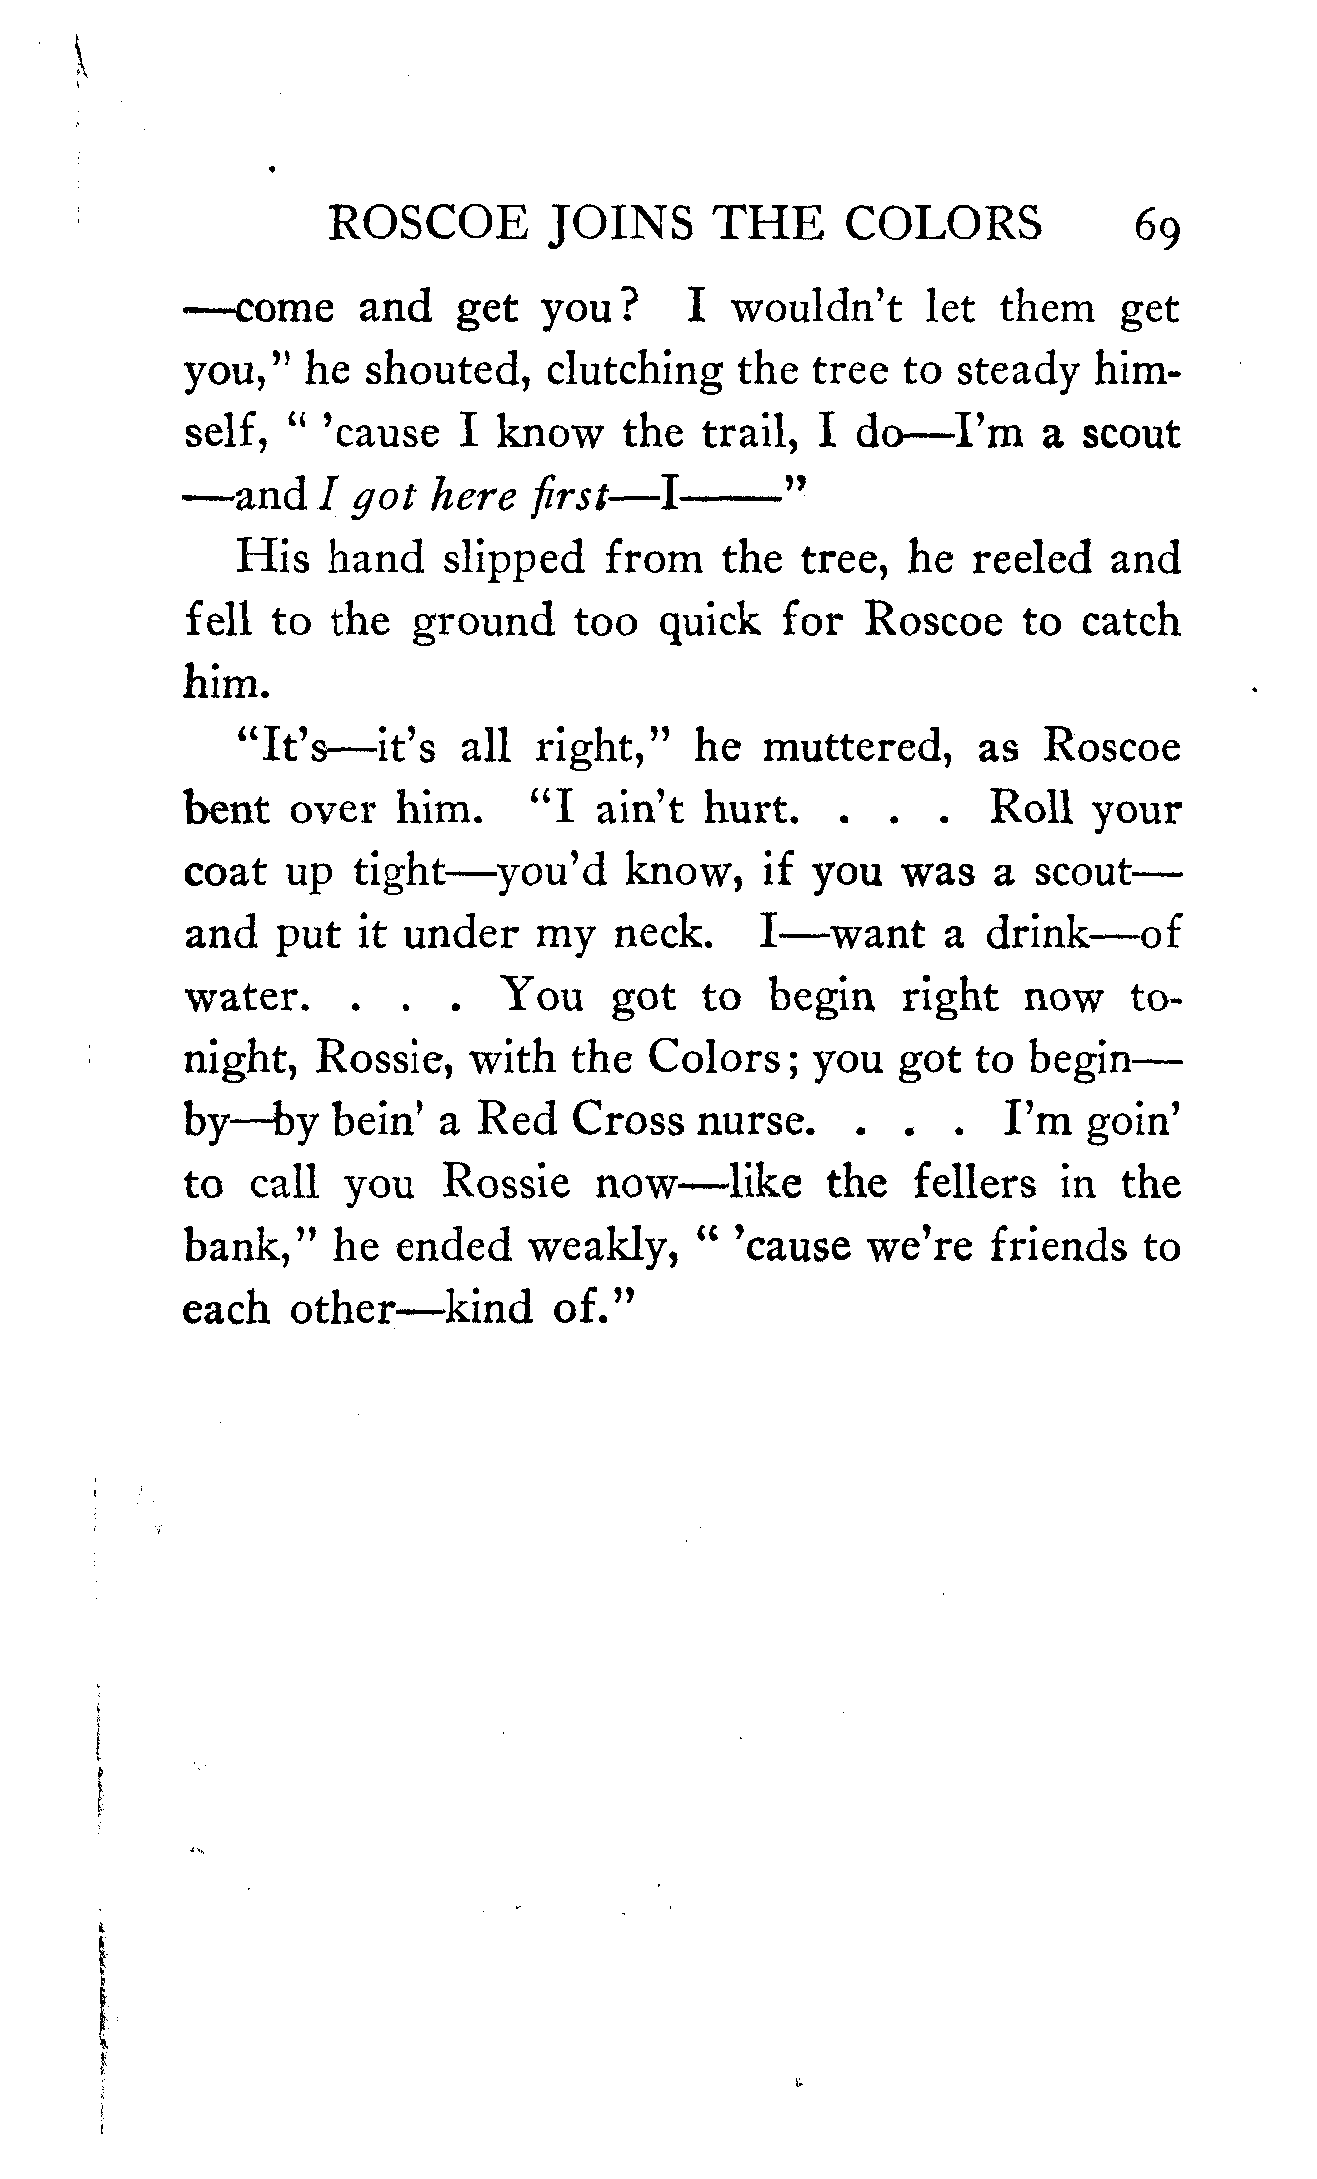 ROSCOE JOINS THE COLORS 69
—come and get you? I wouldn't let them get
you," he shouted, clutching the tree to steady him-
self, " 'cause I know the trail, I do—I'm a scout
—and I got here first—I——"
His hand slipped from the tree, he reeled and
fell to the ground too quick for Roscoe to catch
him.
"It's—it's all right," he muttered, as Roscoe
bent over him. "I ain't hurt. . . . Roll your
coat up tight—you'd know, if you was a scout—
and put it under my neck. I—want a drink—of
water. . . . You got to begin right now to-
night, Rossie, with the Colors; you got to begin—
by—by bein' a Red Cross nurse. . . . I'm goin'
to call you Rossie now—like the fellers in the
bank," he ended weakly, " 'cause we're friends to
each other—kind of."